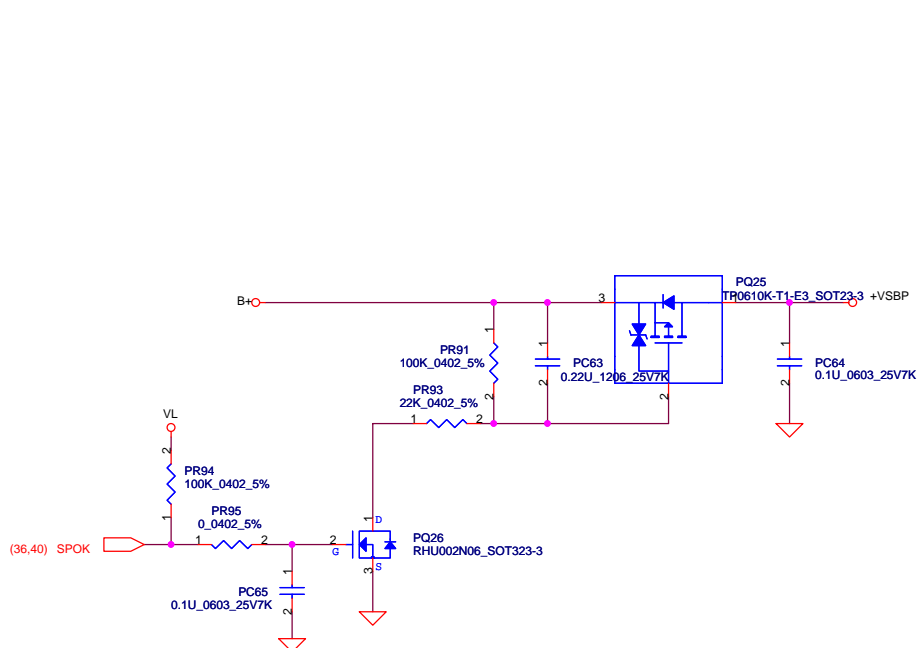 PQ25
TP0610K-T1-E3_SOT23-3
B+
3
1
+VSBP
1
PR91
100K_0402_5%
2
1
PC63
0.22U_1206_25V7K
2
2
1
PC64
0.1U_0603_25V7K
2
PR93
22K_0402_5%
1
2
VL
2
PR94
100K_0402_5%
1
PR95
0_0402_5%
(36,40) SPOK
1
2
2
G
1
D
3
S
PQ26
RHU002N06_SOT323-3
1
PC65
0.1U_0603_25V7K
2